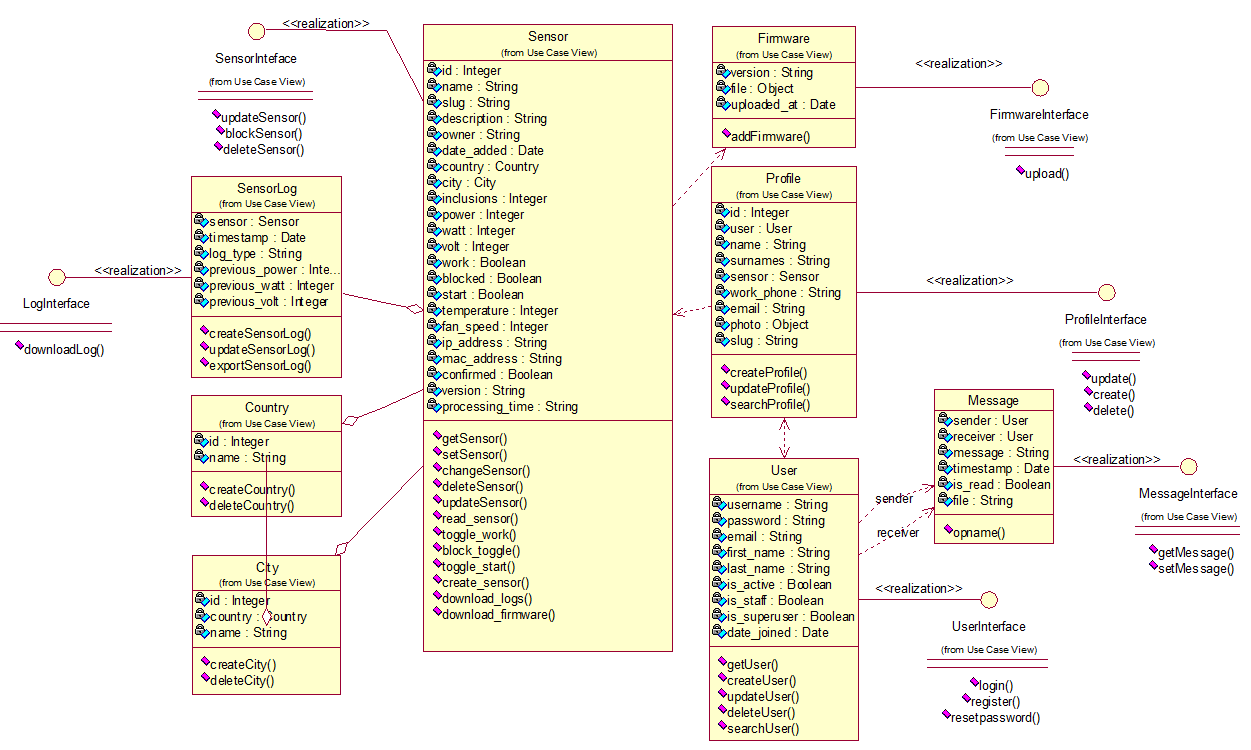 <<realization>>
SensorInteface
(from Use Case View)
updateSensor()
blockSensor()
deleteSensor()
SensorLog
(from Use Case View)
sensor : Sensor
timestamp : Date
log_type : String
previous_power : Inte...
previous_watt : Integer
previous_volt : Integer
createSensorLog()
updateSensorLog()
exportSensorLog()
<<realization>>
LogInterface
downloadLog()
Country
(from Use Case View)
id : Integer
name : String
createCountry()
deleteCountry()
City
(from Use Case View)
id : Integer
country : Country
name : String
createCity()
deleteCity()
Sensor
(from Use Case View)
id : Integer
name : String
slug : String
description : String
owner : String
date_added : Date
country : Country
city : City
inclusions : Integer
power : Integer
watt : Integer
volt : Integer
work : Boolean
blocked : Boolean
start : Boolean
temperature : Integer
fan_speed : Integer
ip_address : String
mac_address : String
confirmed : Boolean
version : String
processing_time : String
getSensor()
setSensor()
changeSensor()
deleteSensor()
updateSensor()
read_sensor()
toggle_work()
block_toggle()
toggle_start()
create_sensor()
download_logs()
download_firmware()
Firmware
(from Use Case View)
version : String
file : Object
uploaded_at : Date
addFirmware()
<<realization>>
FirmwareInterface
(from Use Case View)
upload()
Profile
(from Use Case View)
id : Integer
user : User
name : String
surnames : String
sensor : Sensor
work_phone : String
email : String
photo : Object
slug : String
createProfile()
updateProfile()
searchProfile()
<<realization>>
ProfileInterface
(from Use Case View)
update()
create()
delete()
Message
sender : User
receiver : User
message : String
timestamp : Date
is_read : Boolean
file : String
opname()
<<realization>>
MessageInterface
(from Use Case View)
getMessage()
setMessage()
User
(from Use Case View)
username : String
password : String
email : String
first_name : String
last_name : String
is_active : Boolean
is_staff : Boolean
is_superuser : Boolean
date_joined : Date
getUser()
createUser()
updateUser()
deleteUser()
searchUser()
sender
receiver
<<realization>>
UserInterface
(from Use Case View)
login()
register()
resetpassword()